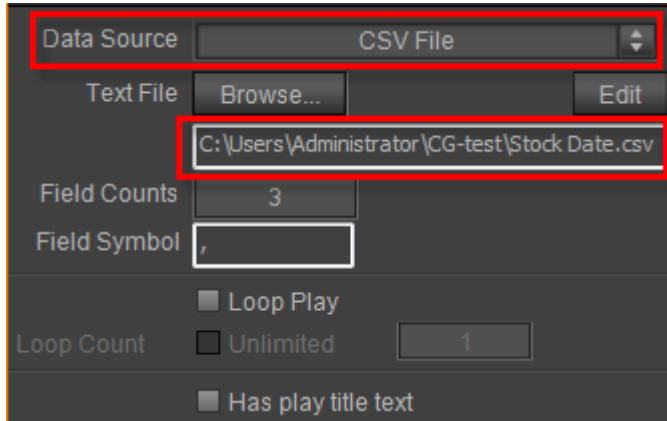 Data Source CSV File
Text File Browse... Edit
C:\Users\Administrator\CG-test\Stock Date.csv
Field Counts 3
Field Symbol ,
Loop Play
Loop Count Unlimited 1
Has play title text